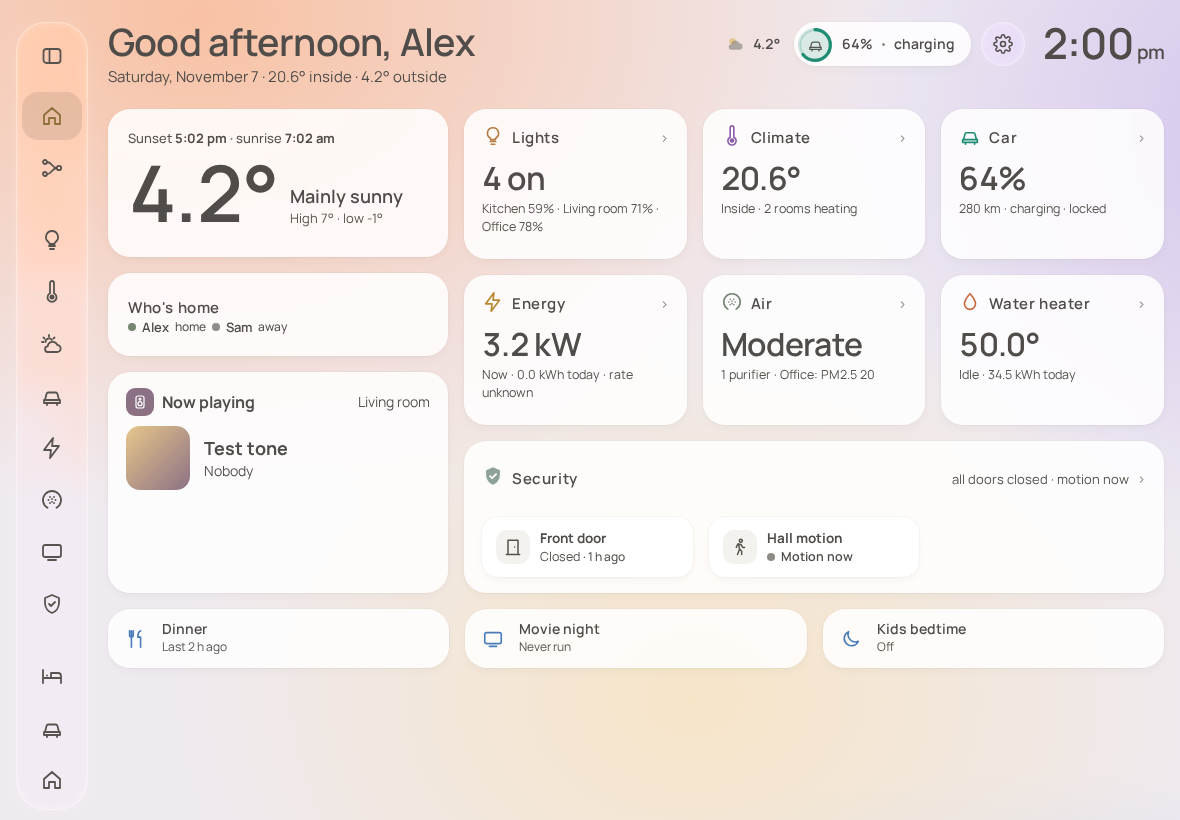 Good afternoon, Alex
Saturday, November 7 · 20.6° inside · 4.2° outside
4.2°
64% • charging
2:00 pm
Sunset 5:02 pm · sunrise 7:02 am
4.2°
Mainly sunny
High 7° · low -1°
Lights
4 on
Kitchen 59% · Living room 71% ·
Office 78%
Climate
20.6°
Inside · 2 rooms heating
Car
64%
280 km · charging · locked
Who's home
Alex home Sam away
Energy
3.2 kW
Now · 0.0 kWh today · rate
unknown
Air
Moderate
1 purifier · Office: PM2.5 20
Water heater
50.0°
Idle · 34.5 kWh today
Now playing
Living room
Test tone
Nobody
Security
all doors closed · motion now
Front door
Closed · 1 h ago
Hall motion
Motion now
Dinner
Last 2 h ago
Movie night
Never run
Kids bedtime
Off